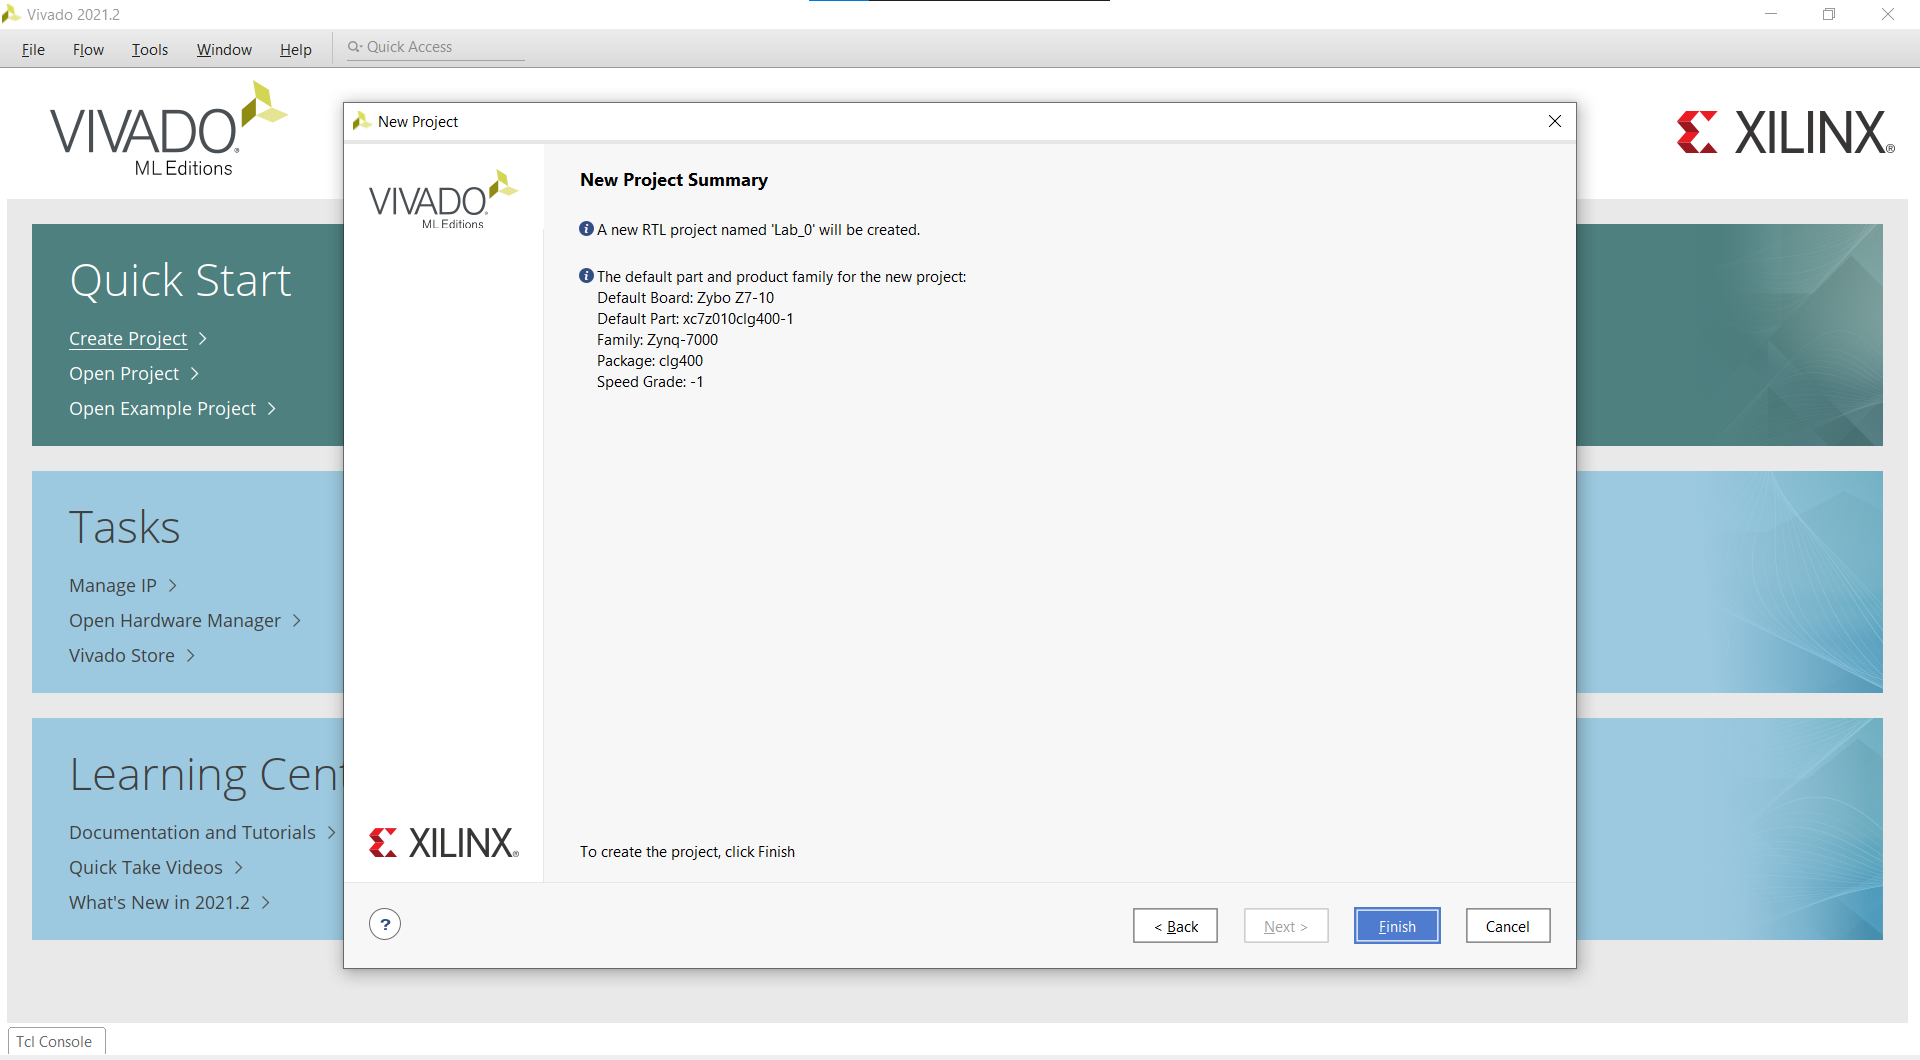 Vivado 2021.2
File Flow Tools Window Help Quick Access
VIVADO®
ML Editions
XILINX®
New Project
VIVADO®
ML Editions
New Project Summary
A new RTL project named 'Lab_0' will be created.
The default part and product family for the new project:
Default Board: Zybo Z7-10
Default Part: xc7z010clg400-1
Family: Zynq-7000
Package: clg400
Speed Grade: -1
XILINX®
To create the project, click Finish
? < Back Next > Finish Cancel
Quick Start
Create Project >
Open Project >
Open Example Project >
Tasks
Manage IP >
Open Hardware Manager >
Vivado Store >
Learning Cent
Documentation and Tutorials >
Quick Take Videos >
What's New in 2021.2 >
Tcl Console